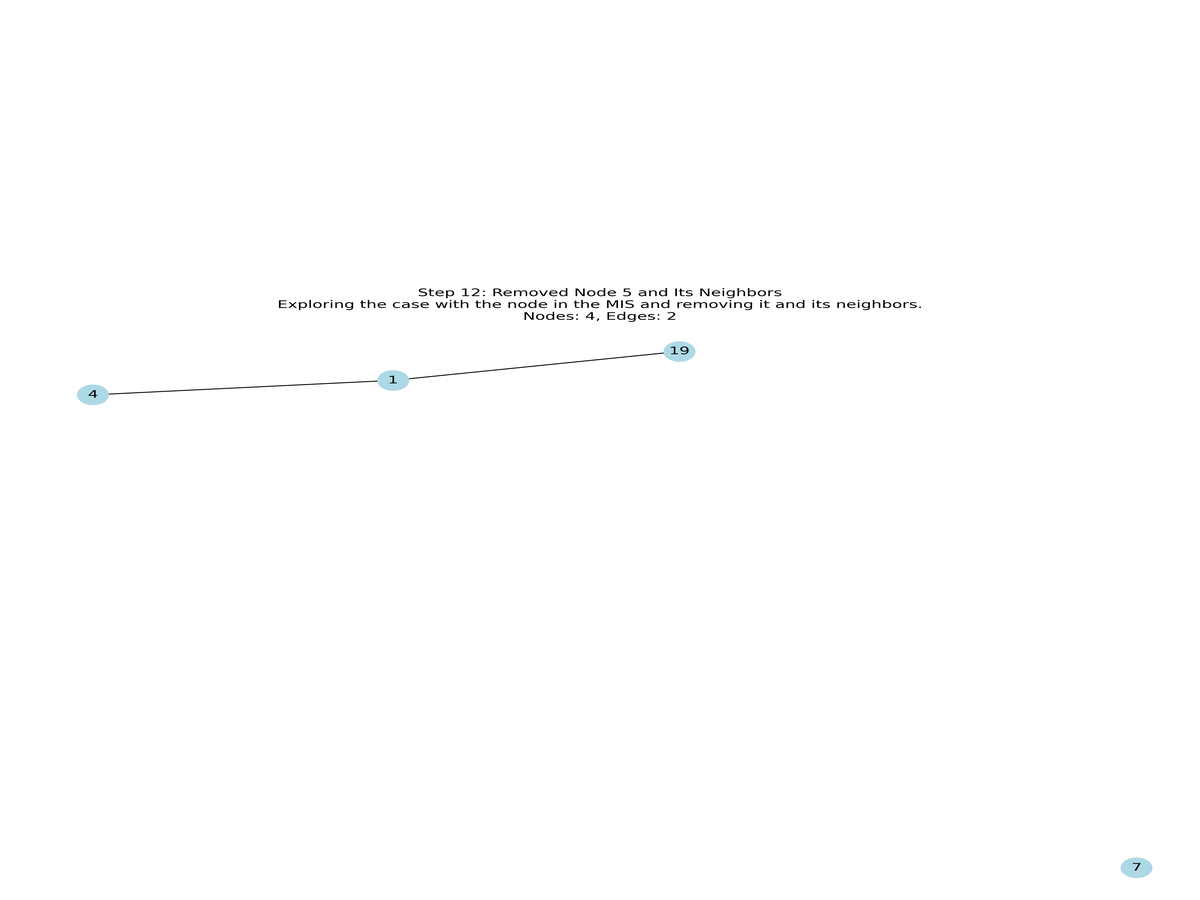 Step 12: Removed Node 5 and Its Neighbors
Exploring the case with the node in the MIS and removing it and its neighbors.
Nodes: 4, Edges: 2
19
1
4
7